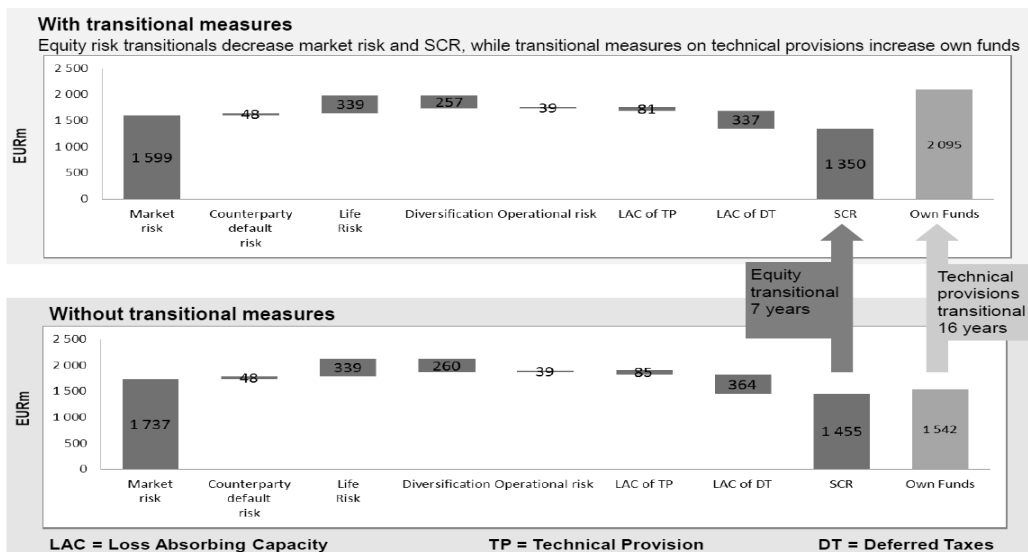 With transitional measures
Equity risk transitionals decrease market risk and SCR, while transitional measures on technical provisions increase own funds
EURm
2 500
2 000
1 500
1 000
500
0
1 599
48
339
257
39
81
337
1 350
2 095
Market risk
Counterparty default risk
Life Risk
Diversification
Operational risk
LAC of TP
LAC of DT
SCR
Own Funds
Equity
transitional
7 years
Technical
provisions
transitional
16 years
Without transitional measures
EURm
2 500
2 000
1 500
1 000
500
0
1 737
48
339
260
39
85
364
1 455
1 542
Market risk
Counterparty default risk
Life Risk
Diversification
Operational risk
LAC of TP
LAC of DT
SCR
Own Funds
LAC = Loss Absorbing Capacity
TP = Technical Provision
DT = Deferred Taxes